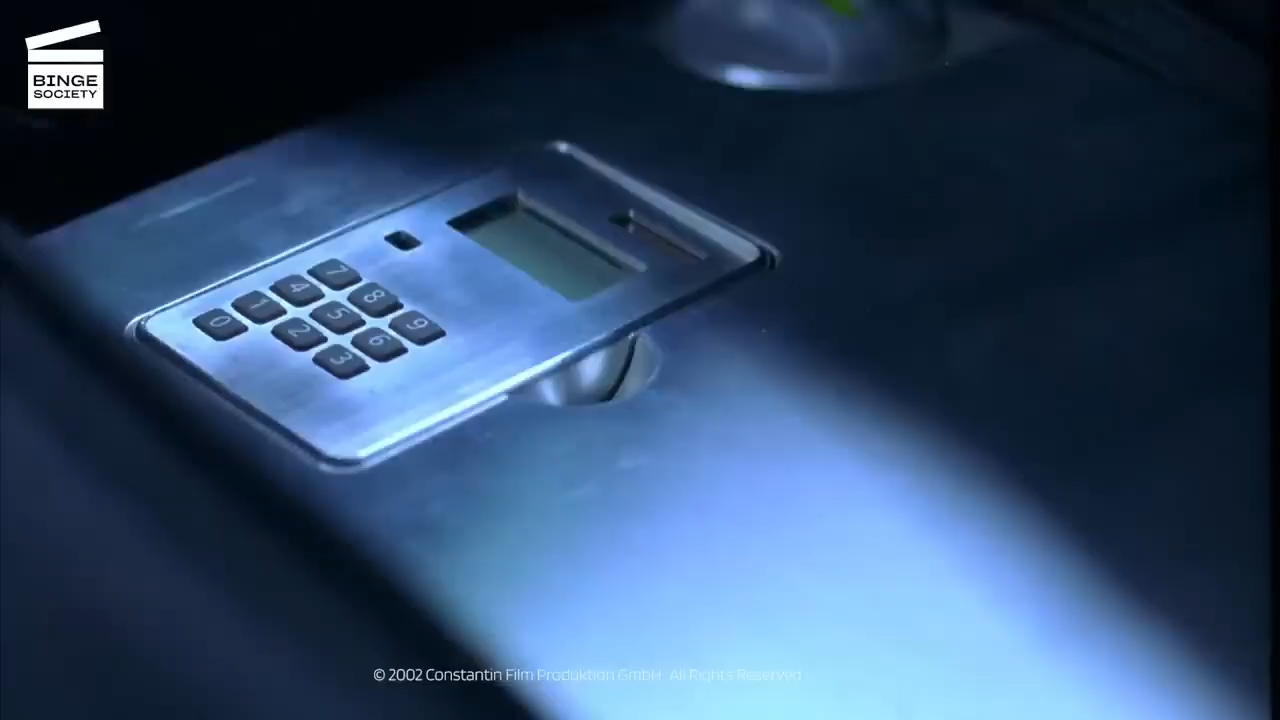 BINGE
SOCIETY
7
4 8
1 5 9
0 2 6
3
© 2002 Constantin Film Produktion GmbH. All Rights Reserved